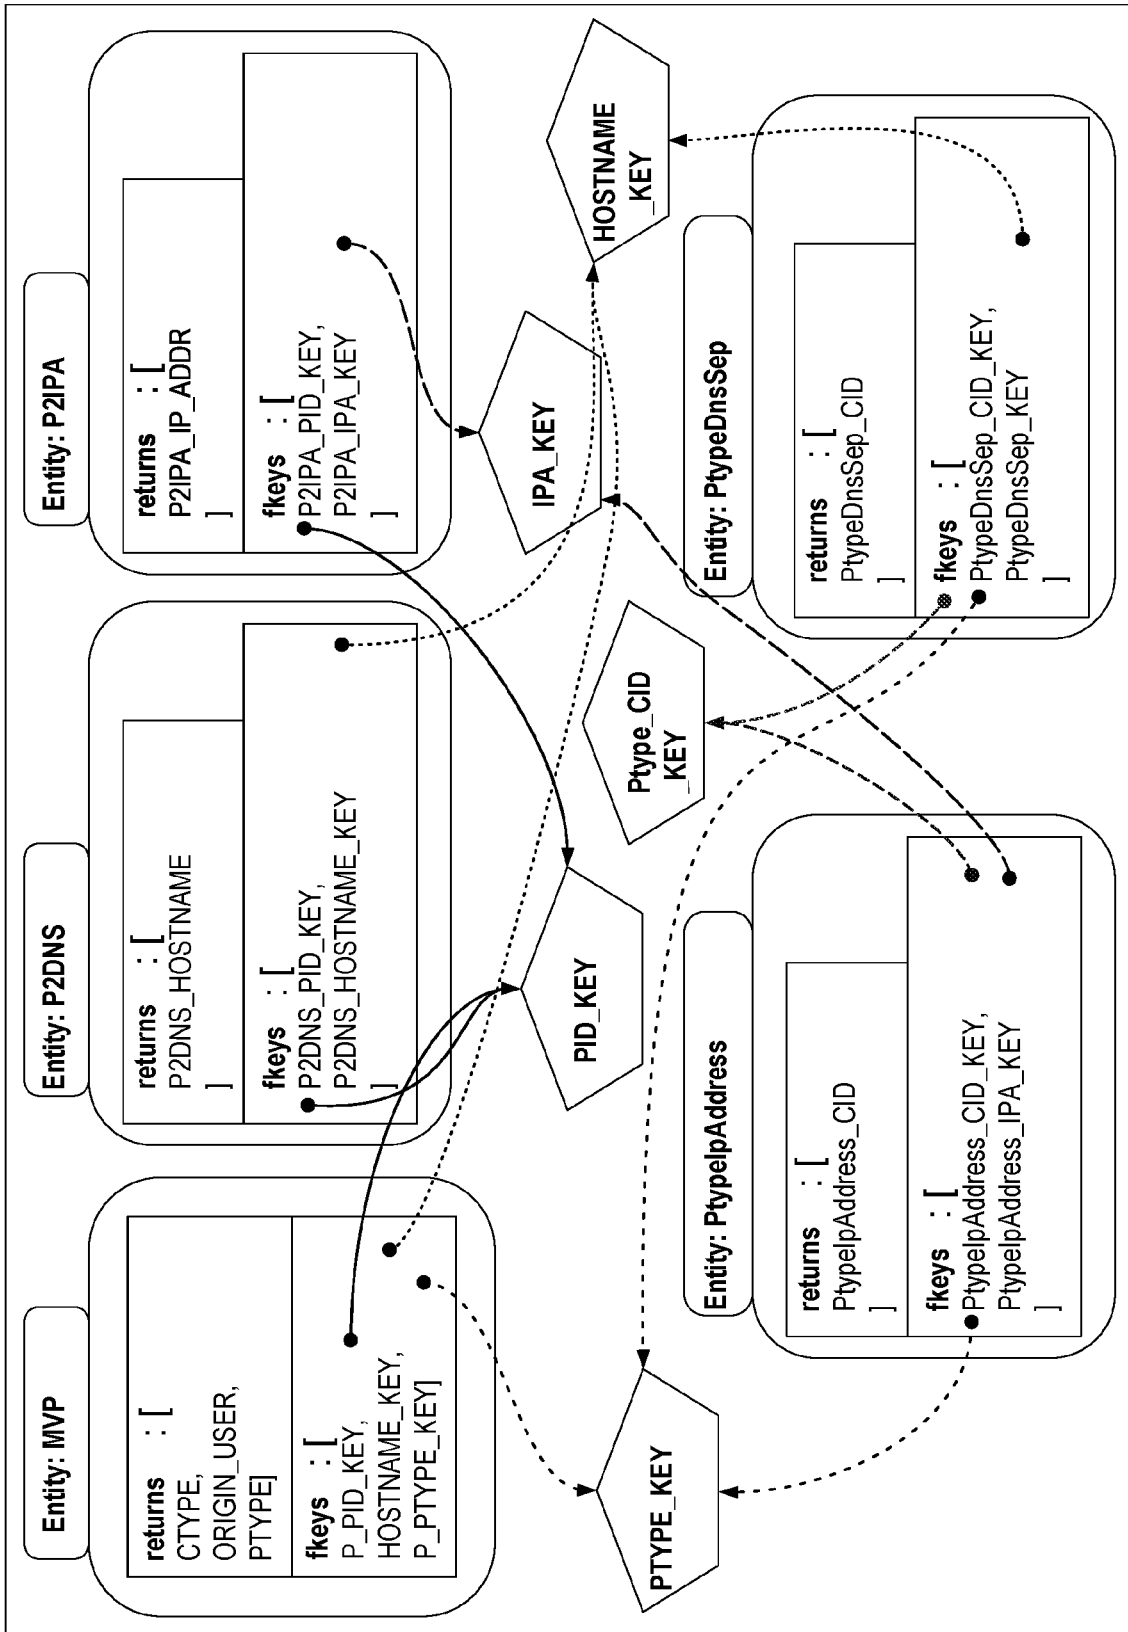 Entity: MVP
returns : [
CTYPE,
ORIGIN_USER,
PTYPE]
fkeys : [
P_PID_KEY,
HOSTNAME_KEY,
P_PTYPE_KEY]
Entity: P2DNS
returns : [
P2DNS_HOSTNAME
]
fkeys : [
P2DNS_PID_KEY,
P2DNS_HOSTNAME_KEY
]
Entity: P2IPA
returns : [
P2IPA_IP_ADDR
]
fkeys : [
P2IPA_PID_KEY,
P2IPA_IPA_KEY
]
PTYPE_KEY
PID_KEY
Ptype_CID
_KEY
IPA_KEY
HOSTNAME
_KEY
Entity: PtypeIpAddress
returns : [
PtypeIpAddress_CID
]
fkeys : [
PtypeIpAddress_CID_KEY,
PtypeIpAddress_IPA_KEY
]
Entity: PtypeDnsSep
returns : [
PtypeDnsSep_CID
]
fkeys : [
PtypeDnsSep_CID_KEY,
PtypeDnsSep_KEY
]